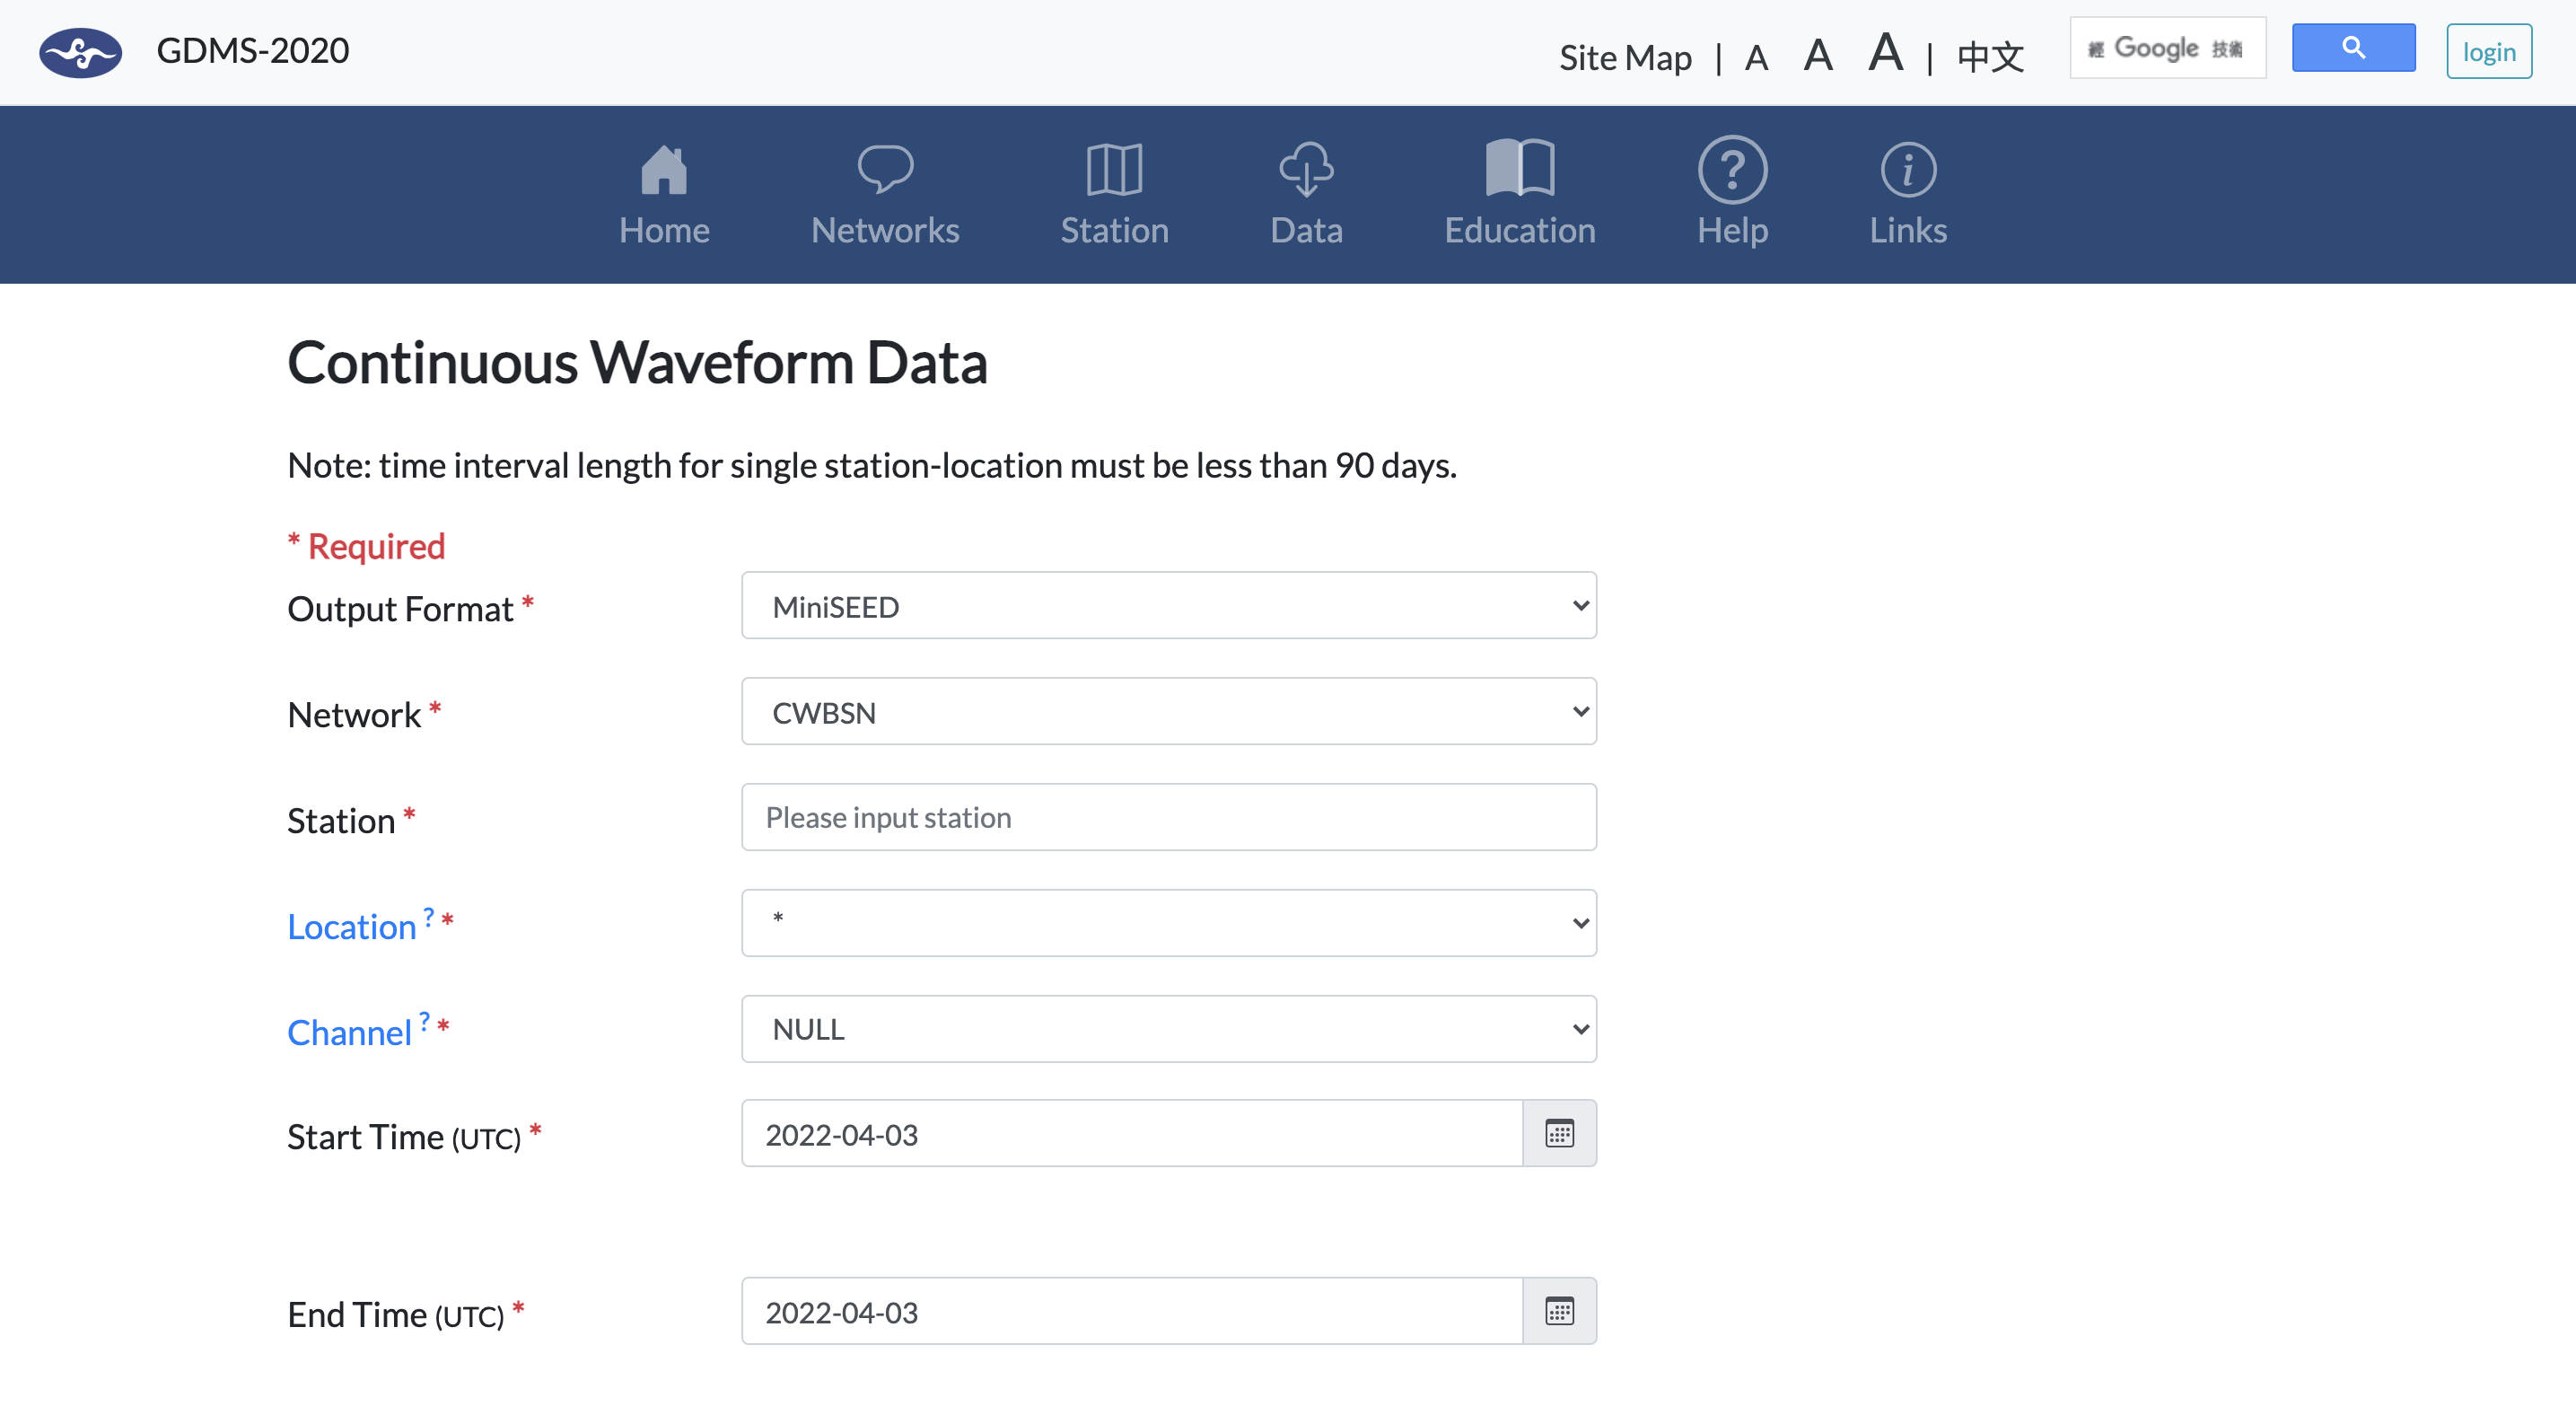 GDMS-2020
Site Map | A A A | 中文
經 Google 技術
login
Home Networks Station Data Education Help Links
Continuous Waveform Data
Note: time interval length for single station-location must be less than 90 days.
* Required
Output Format * MiniSEED
Network * CWBSN
Station * Please input station
Location ? * *
Channel ? * NULL
Start Time (UTC) * 2022-04-03
End Time (UTC) * 2022-04-03